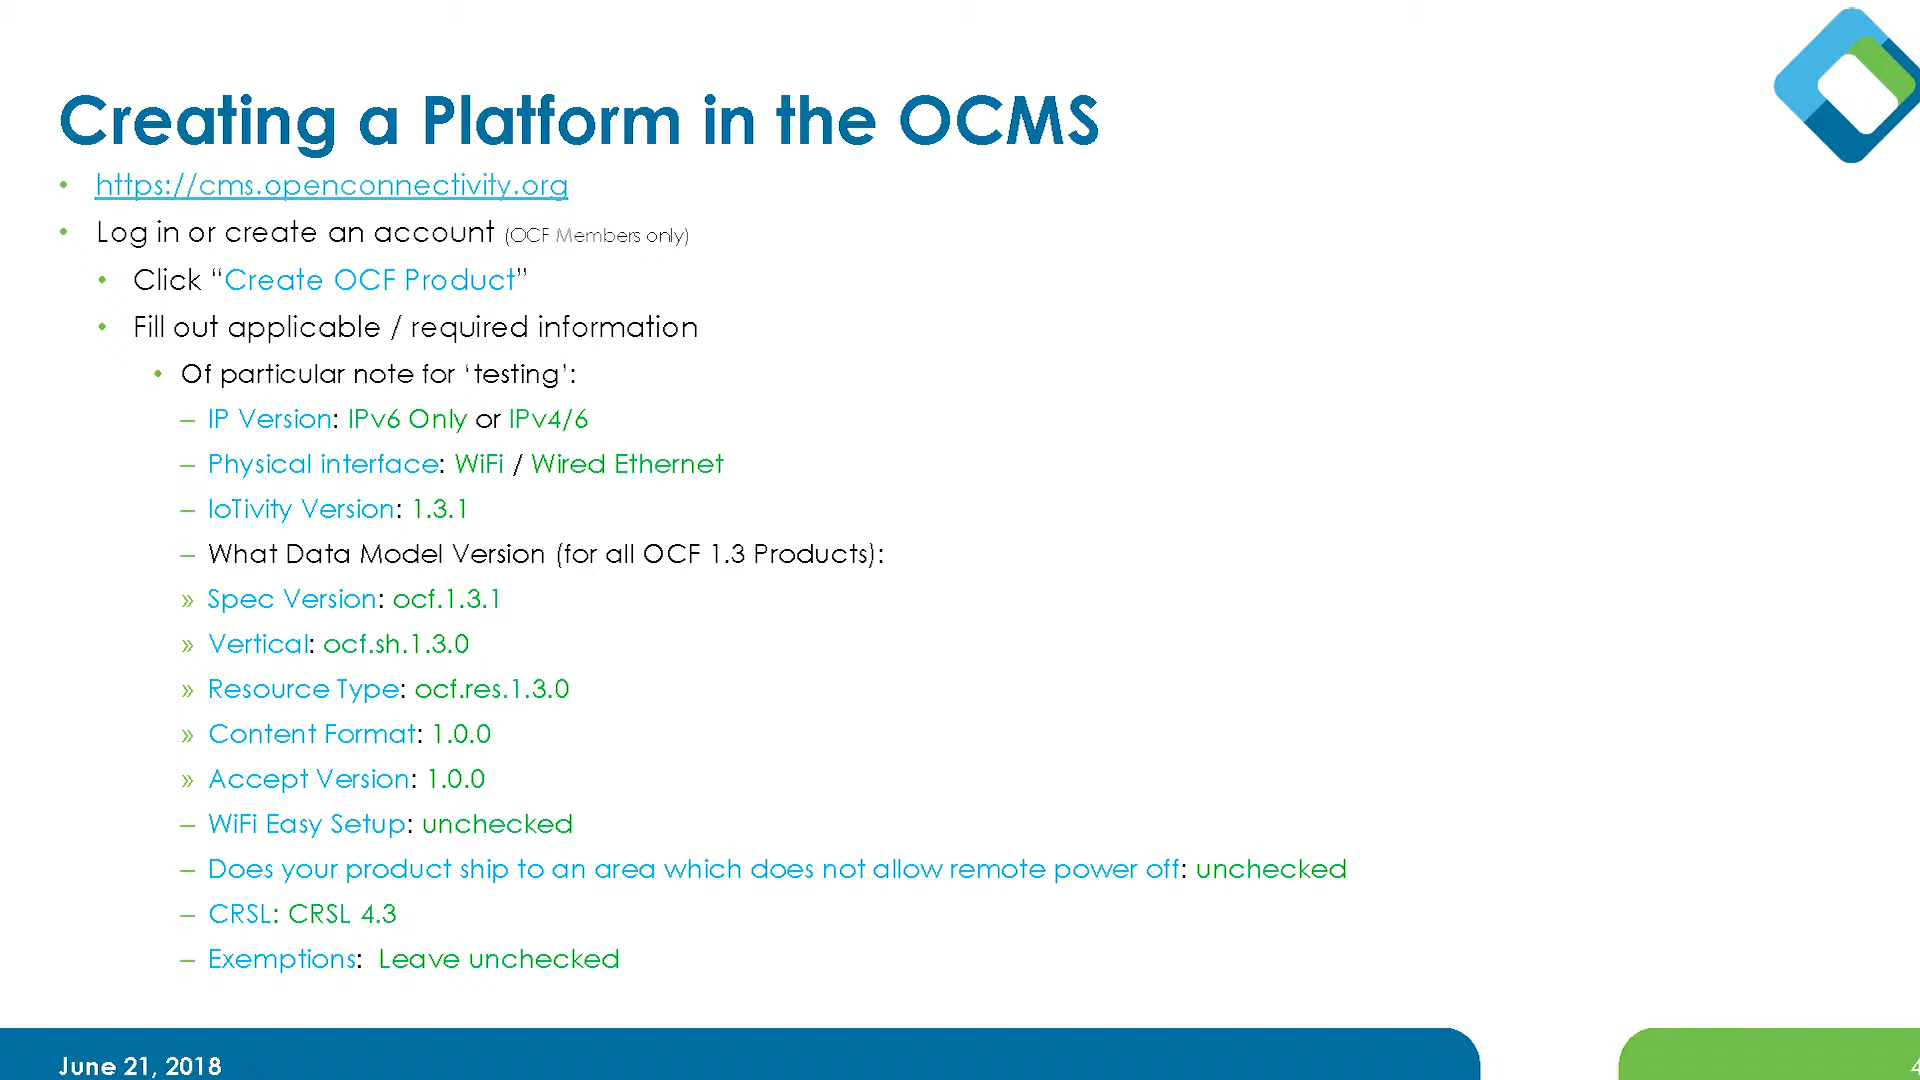 Creating a Platform in the OCMS
• https://cms.openconnectivity.org
• Log in or create an account (OCF Members only)
• Click “Create OCF Product”
• Fill out applicable / required information
• Of particular note for ‘testing’:
– IP Version: IPv6 Only or IPv4/6
– Physical interface: WiFi / Wired Ethernet
– IoTivity Version: 1.3.1
– What Data Model Version (for all OCF 1.3 Products):
» Spec Version: ocf.1.3.1
» Vertical: ocf.sh.1.3.0
» Resource Type: ocf.res.1.3.0
» Content Format: 1.0.0
» Accept Version: 1.0.0
– WiFi Easy Setup: unchecked
– Does your product ship to an area which does not allow remote power off: unchecked
– CRSL: CRSL 4.3
– Exemptions: Leave unchecked
June 21, 2018